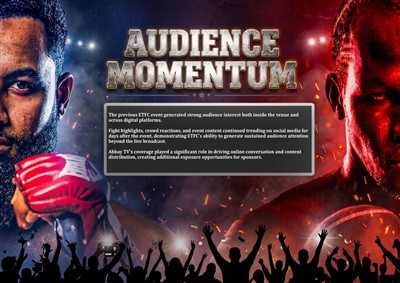 AUDIENCE
MOMENTUM
The previous ETFC event generated strong audience interest both inside the venue and
across digital platforms.
Fight highlights, crowd reactions, and event content continued trending on social media for
days after the event, demonstrating ETFC's ability to generate sustained audience attention
beyond the live broadcast.
Abbay TV's coverage played a significant role in driving online conversation and content
distribution, creating additional exposure opportunities for sponsors.